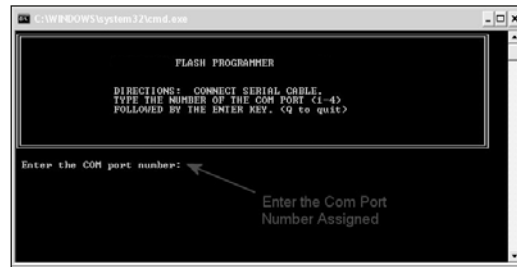 C:\WINDOWS\system32\cmd.exe
FLASH PROGRAMMER
DIRECTIONS: CONNECT SERIAL CABLE.
TYPE THE NUMBER OF THE COM PORT <1-4>
FOLLOWED BY THE ENTER KEY. <Q to quit>
Enter the COM port number:
Enter the Com Port
Number Assigned